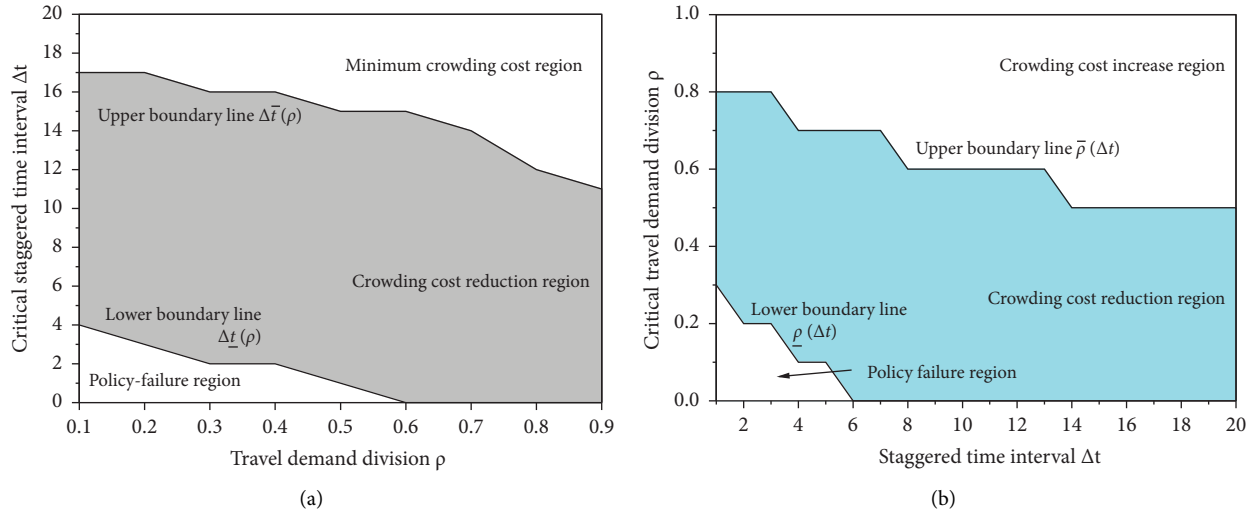 20
18
16
14
12
10
8
6
4
2
0
Critical staggered time interval Δt
Minimum crowding cost region
Upper boundary line Δt̅ (ρ)
Crowding cost reduction region
Lower boundary line
Δt̲ (ρ)
Policy-failure region
0.1 0.2 0.3 0.4 0.5 0.6 0.7 0.8 0.9
Travel demand division ρ
(a)
1.0
0.8
0.6
0.4
0.2
0.0
Critical travel demand division ρ
Crowding cost increase region
Upper boundary line ρ̅ (Δt)
Crowding cost reduction region
Lower boundary line
ρ̲ (Δt)
Policy failure region
2 4 6 8 10 12 14 16 18 20
Staggered time interval Δt
(b)